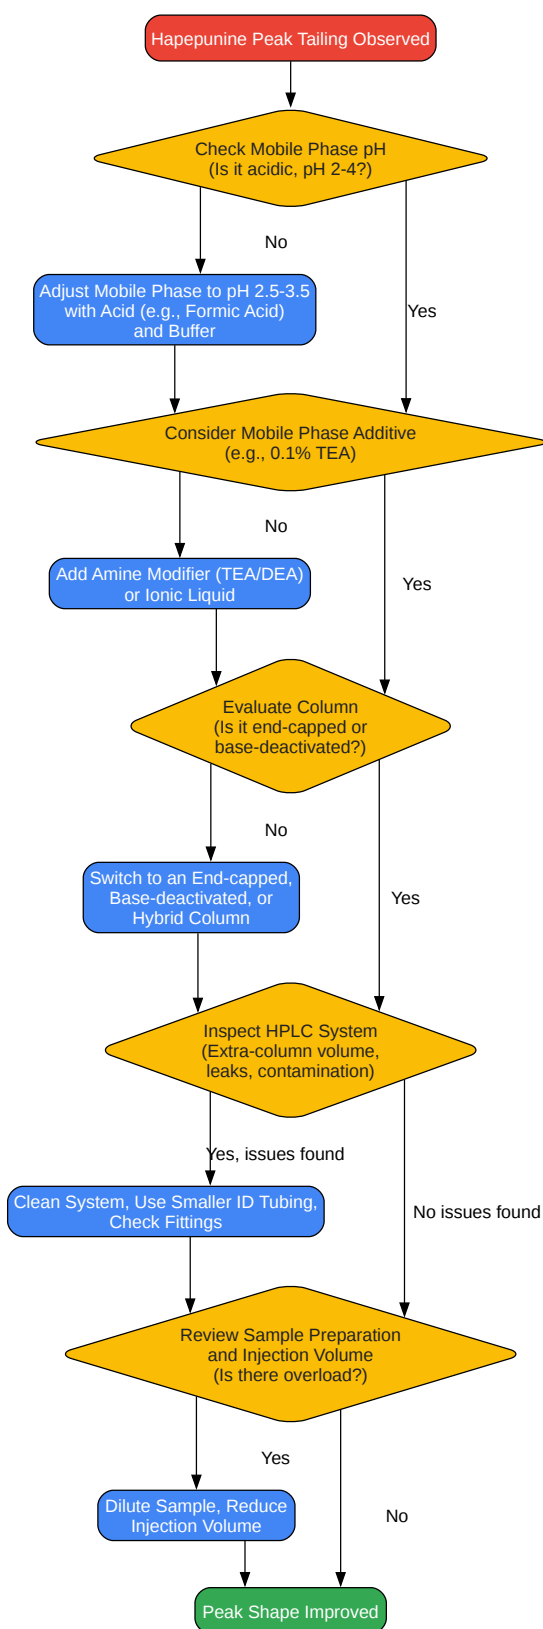 Hapepunine Peak Tailing Observed
Check Mobile Phase pH
(Is it acidic, pH 2-4?)
No
Adjust Mobile Phase to pH 2.5-3.5
with Acid (e.g., Formic Acid)
and Buffer
Yes
Consider Mobile Phase Additive
(e.g., 0.1% TEA)
No
Add Amine Modifier (TEA/DEA)
or Ionic Liquid
Yes
Evaluate Column
(Is it end-capped or
base-deactivated?)
No
Switch to an End-capped,
Base-deactivated, or
Hybrid Column
Yes
Inspect HPLC System
(Extra-column volume,
leaks, contamination)
Yes, issues found
Clean System, Use Smaller ID Tubing,
Check Fittings
No issues found
Review Sample Preparation
and Injection Volume
(Is there overload?)
Yes
Dilute Sample, Reduce
Injection Volume
No
Peak Shape Improved